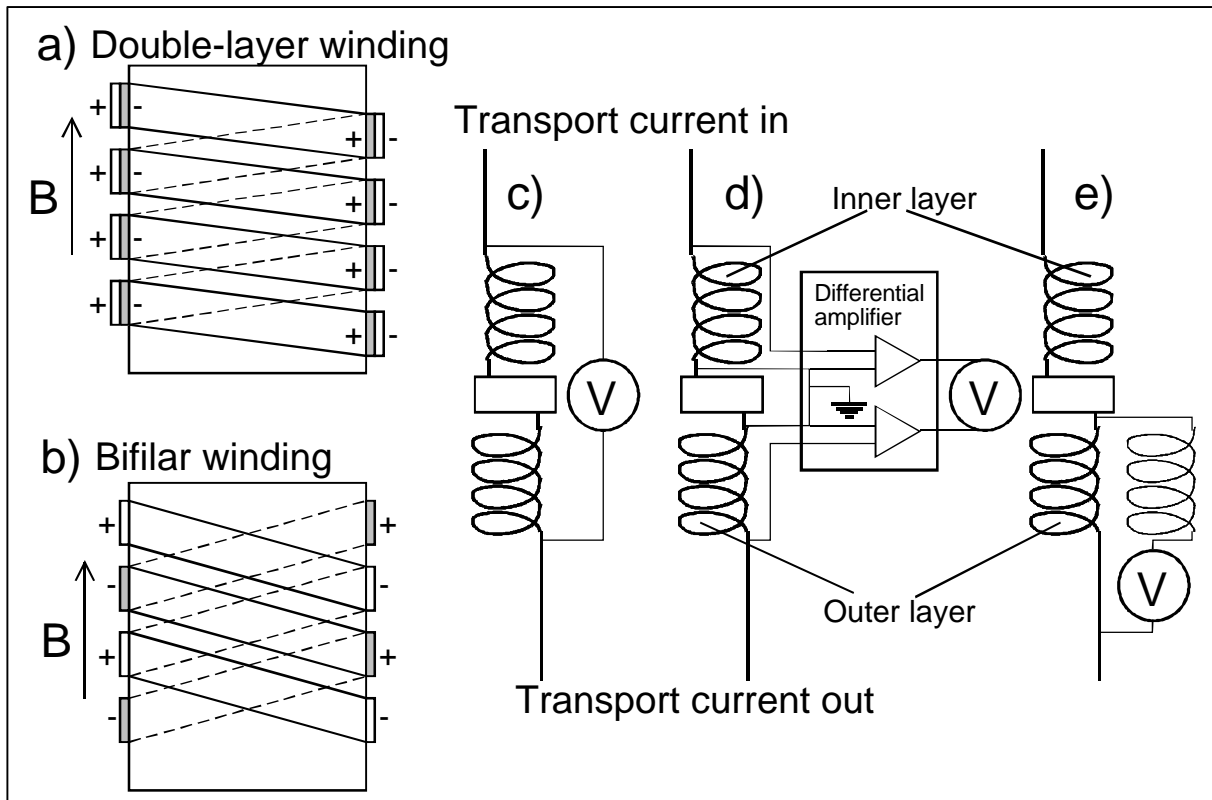 a) Double-layer winding
+ -
+ -
+ -
+ -
+ -
+ -
+ -
+ -
B
b) Bifilar winding
+ +
- -
+ +
- -
B
Transport current in
c)
d)
e)
Inner layer
Differential
amplifier
V
V
V
Outer layer
Transport current out